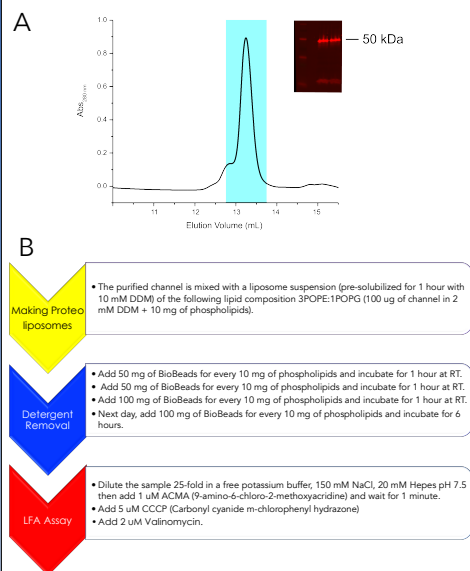 A
1.0
0.8
0.6
0.4
0.2
0.0
Abs.
11
12
13
14
15
Elution Volume (mL)
50 kDa
B
Making Proteo
liposomes
• The purified channel is mixed with a liposome suspension (pre-solubilized for 1 hour with
10 mM DDM) of the following lipid composition 3POPE:1POPG (100 ug of channel in 2
mM DDM + 10 mg of phospholipids).
Detergent
Removal
• Add 50 mg of BioBeads for every 10 mg of phospholipids and incubate for 1 hour at RT.
• Add 50 mg of BioBeads for every 10 mg of phospholipids and incubate for 1 hour at RT.
• Add 100 mg of BioBeads for every 10 mg of phospholipids and incubate for 1 hour at RT.
• Next day, add 100 mg of BioBeads for every 10 mg of phospholipids and incubate for 6
hours.
LFA Assay
• Dilute the sample 25-fold in a free potassium buffer, 150 mM NaCl, 20 mM Hepes pH 7.5
then add 1 uM ACMA (9-amino-6-chloro-2-methoxyacridine) and wait for 1 minute.
• Add 5 uM CCCP (Carbonyl cyanide m-chlorophenyl hydrazone)
• Add 2 uM Valinomycin.